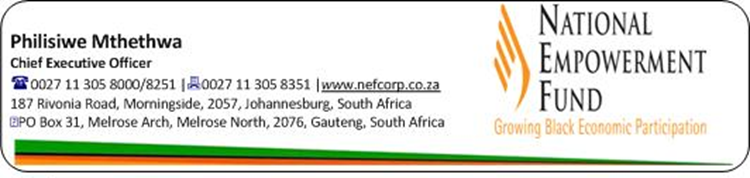 Philisiwe Mthethwa
Chief Executive Officer
0027 11 305 8000/8251 | 0027 11 305 8351 | www.nefcorp.co.za
187 Rivonia Road, Morningside, 2057, Johannesburg, South Africa
PO Box 31, Melrose Arch, Melrose North, 2076, Gauteng, South Africa
NATIONAL
EMPOWERMENT
FUND
Growing Black Economic Participation